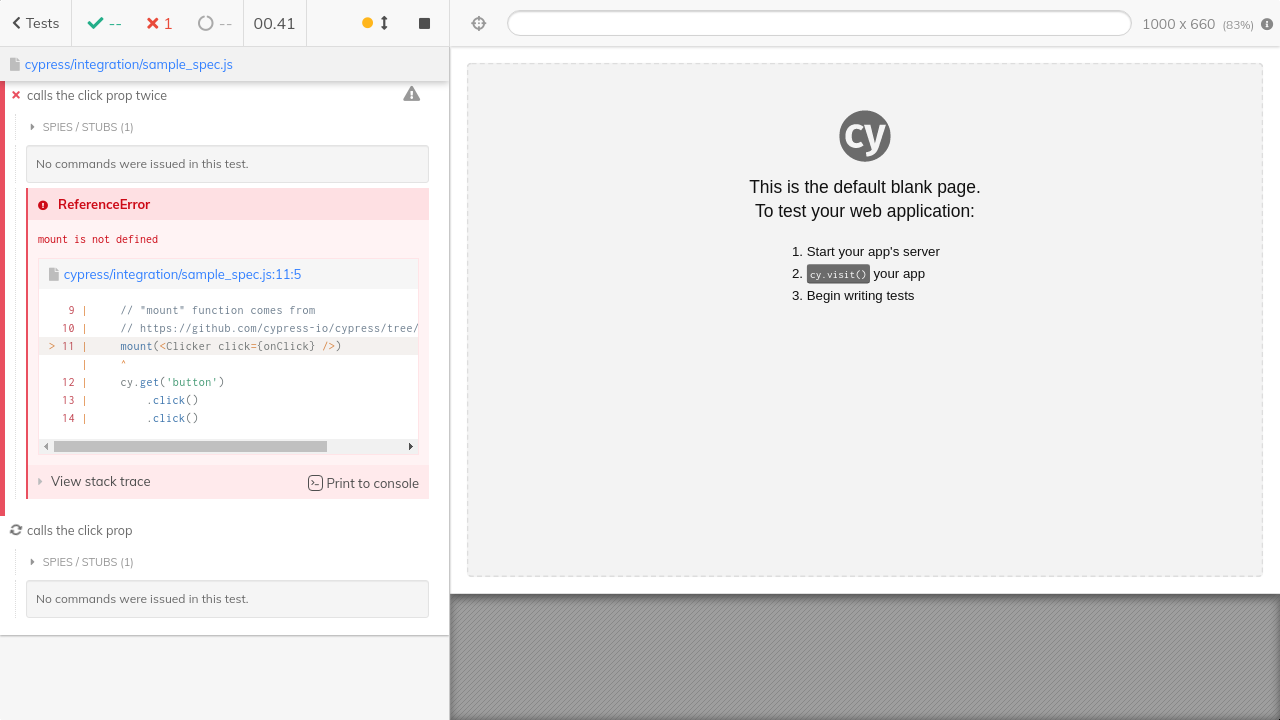 Tests
--
1
--
00.41
1000 x 660 (83%)
cypress/integration/sample_spec.js
calls the click prop twice
SPIES / STUBS (1)
No commands were issued in this test.
ReferenceError
mount is not defined
cypress/integration/sample_spec.js:11:5
9 | // "mount" function comes from
10 | // https://github.com/cypress-io/cypress/tree/
> 11 | mount(<Clicker click={onClick} />)
| ^
12 | cy.get('button')
13 | .click()
14 | .click()
View stack trace
Print to console
calls the click prop
SPIES / STUBS (1)
No commands were issued in this test.
cy
This is the default blank page.
To test your web application:
1. Start your app's server
2. cy.visit() your app
3. Begin writing tests